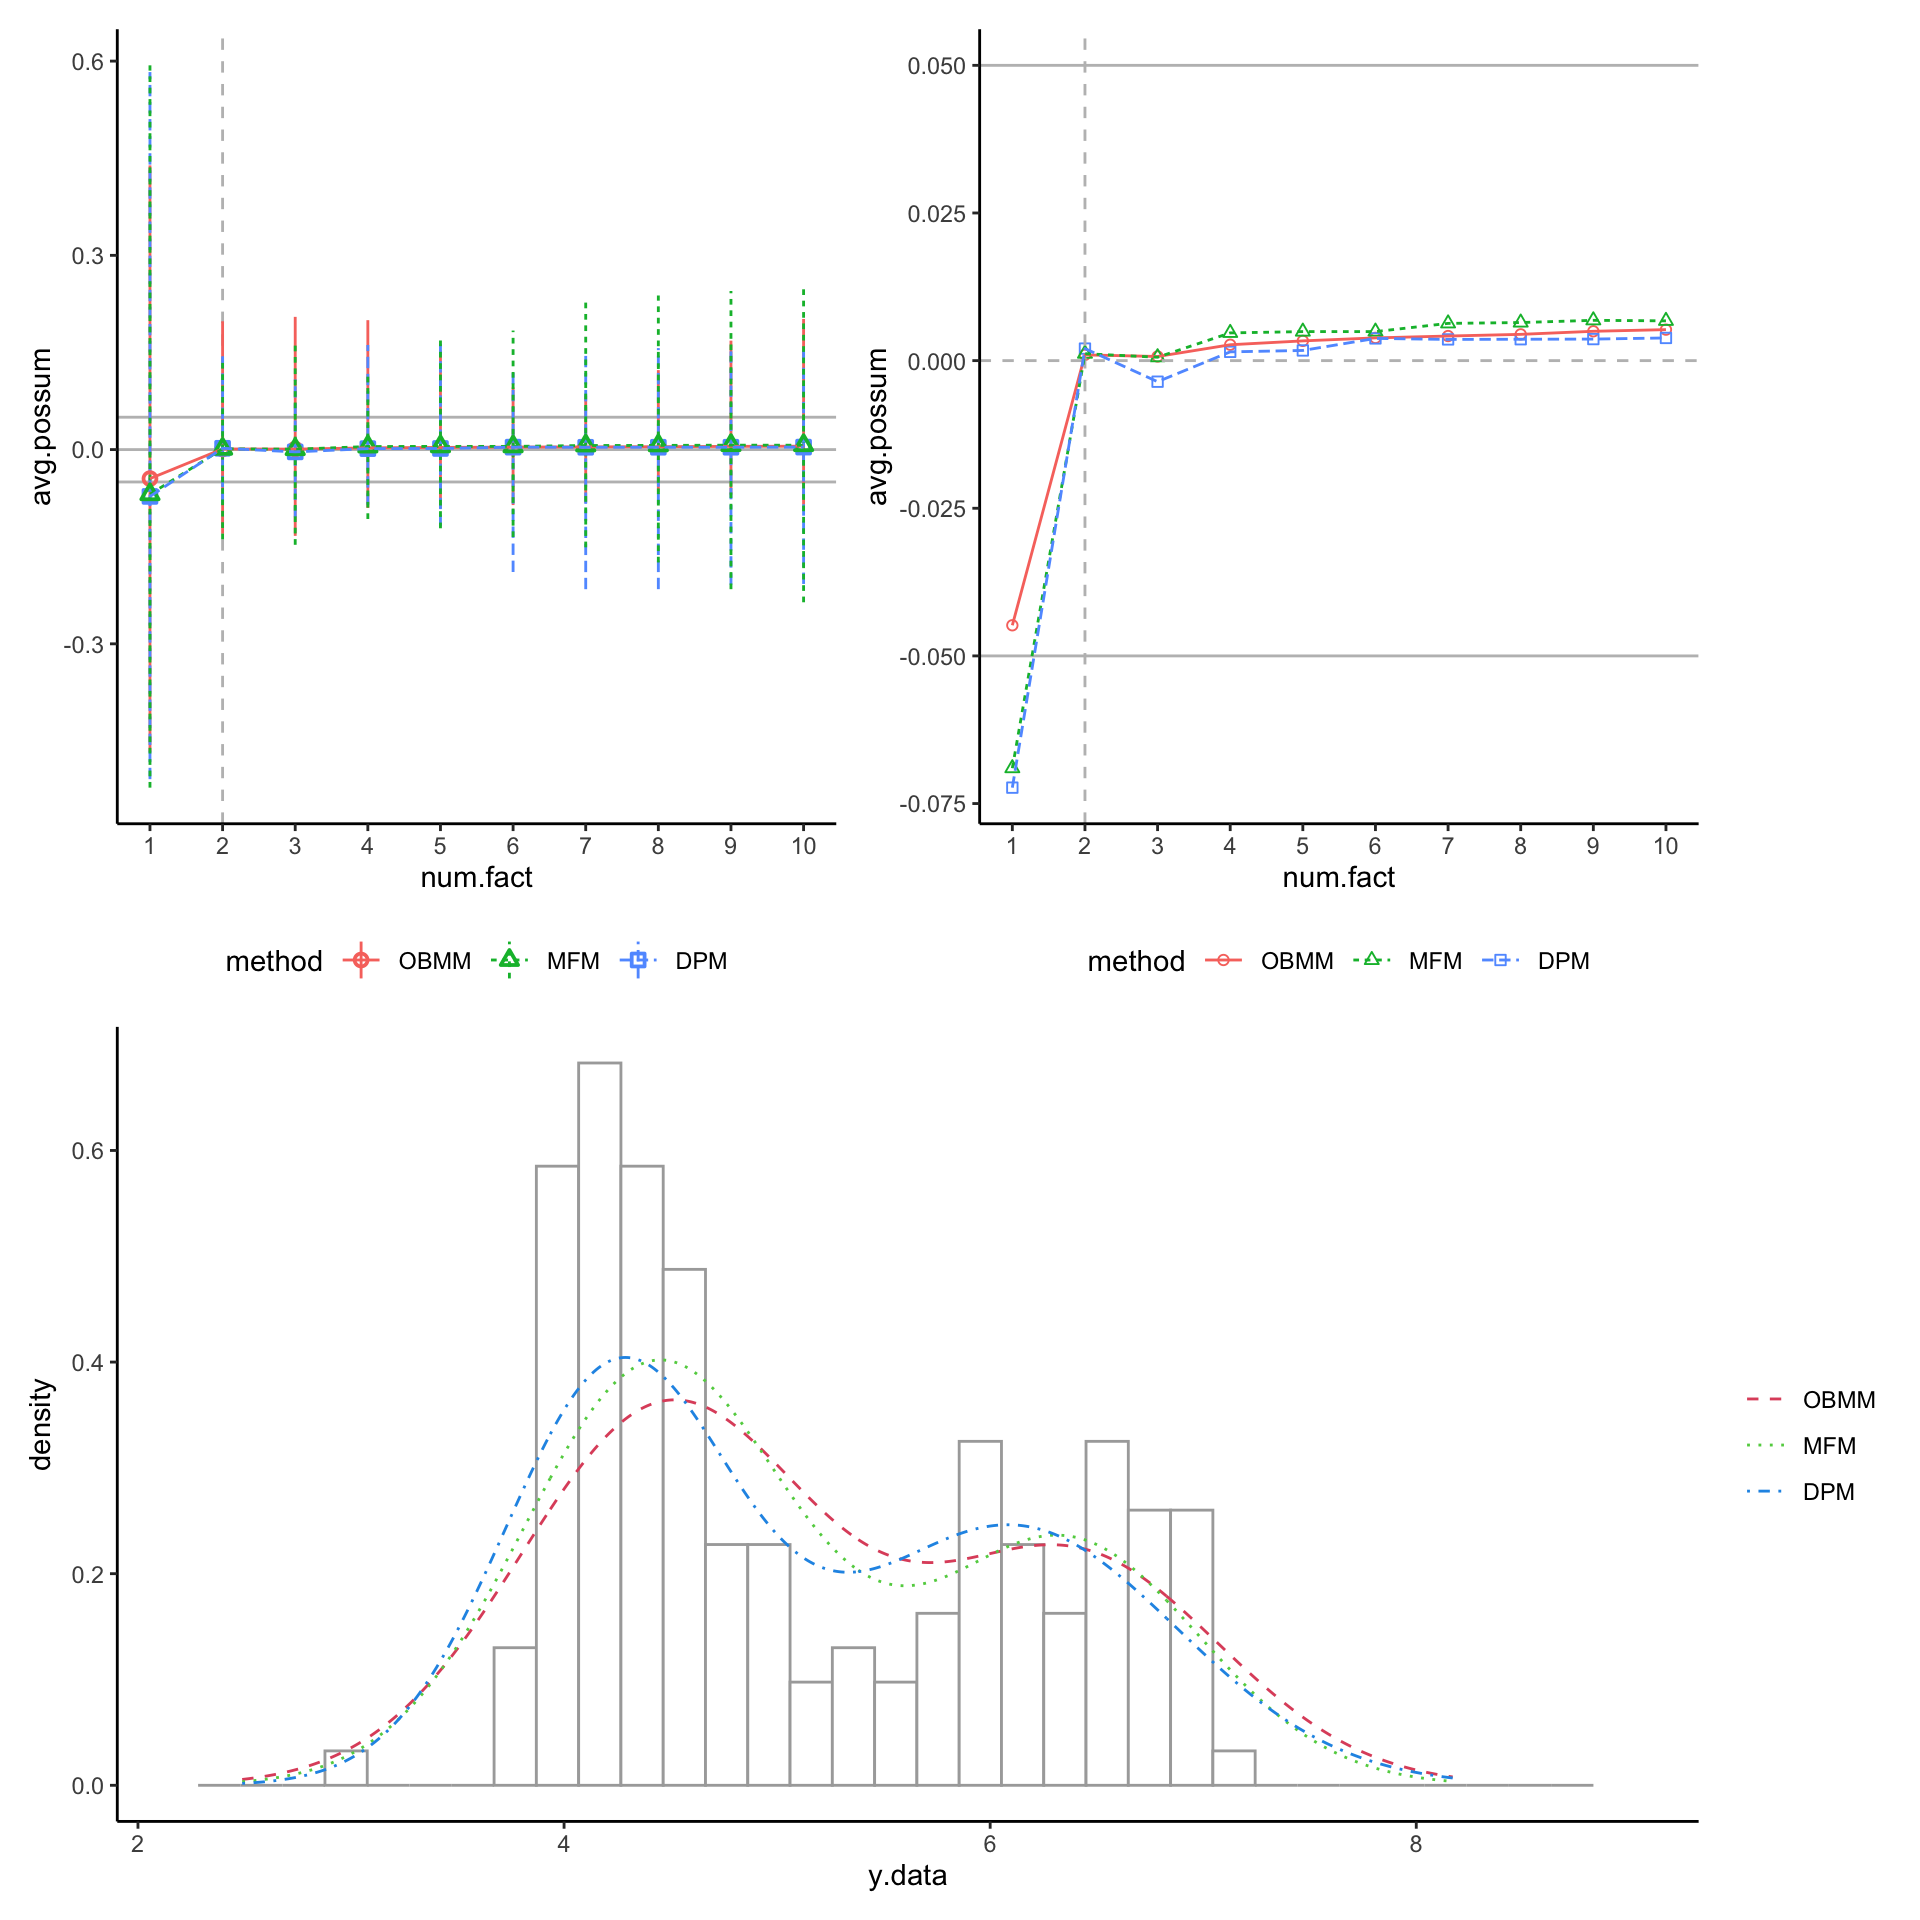 avg.possum
0.6
0.3
0.0
-0.3
1 2 3 4 5 6 7 8 9 10
num.fact
method OBMM MFM DPM
avg.possum
0.050
0.025
0.000
-0.025
-0.050
-0.075
1 2 3 4 5 6 7 8 9 10
num.fact
method OBMM MFM DPM
density
0.6
0.4
0.2
0.0
2 4 6 8
y.data
OBMM
MFM
DPM